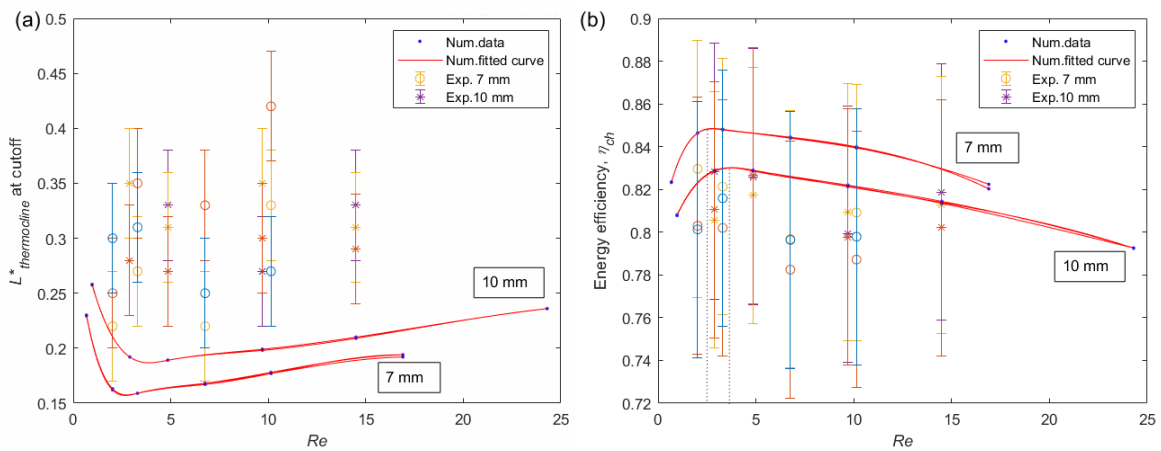 (a)
0.5
0.45
0.4
0.35
0.3
0.25
0.2
0.15
L*thermocline at cutoff
0
5
10
15
20
25
Re
Num.data
Num.fitted curve
Exp. 7 mm
Exp.10 mm
10 mm
7 mm
(b)
0.9
0.88
0.86
0.84
0.82
0.8
0.78
0.76
0.74
0.72
Energy efficiency, ηch
0
5
10
15
20
25
Re
Num.data
Num.fitted curve
Exp. 7 mm
Exp.10 mm
7 mm
10 mm